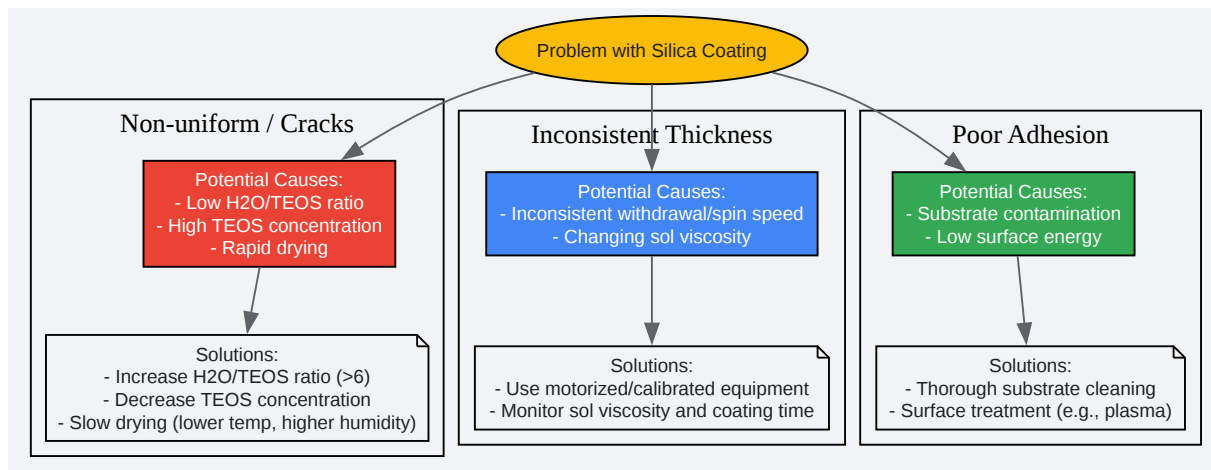 Problem with Silica Coating
Non-uniform / Cracks
Potential Causes:
- Low H2O/TEOS ratio
- High TEOS concentration
- Rapid drying
Solutions:
- Increase H2O/TEOS ratio (>6)
- Decrease TEOS concentration
- Slow drying (lower temp, higher humidity)
Inconsistent Thickness
Potential Causes:
- Inconsistent withdrawal/spin speed
- Changing sol viscosity
Solutions:
- Use motorized/calibrated equipment
- Monitor sol viscosity and coating time
Poor Adhesion
Potential Causes:
- Substrate contamination
- Low surface energy
Solutions:
- Thorough substrate cleaning
- Surface treatment (e.g., plasma)